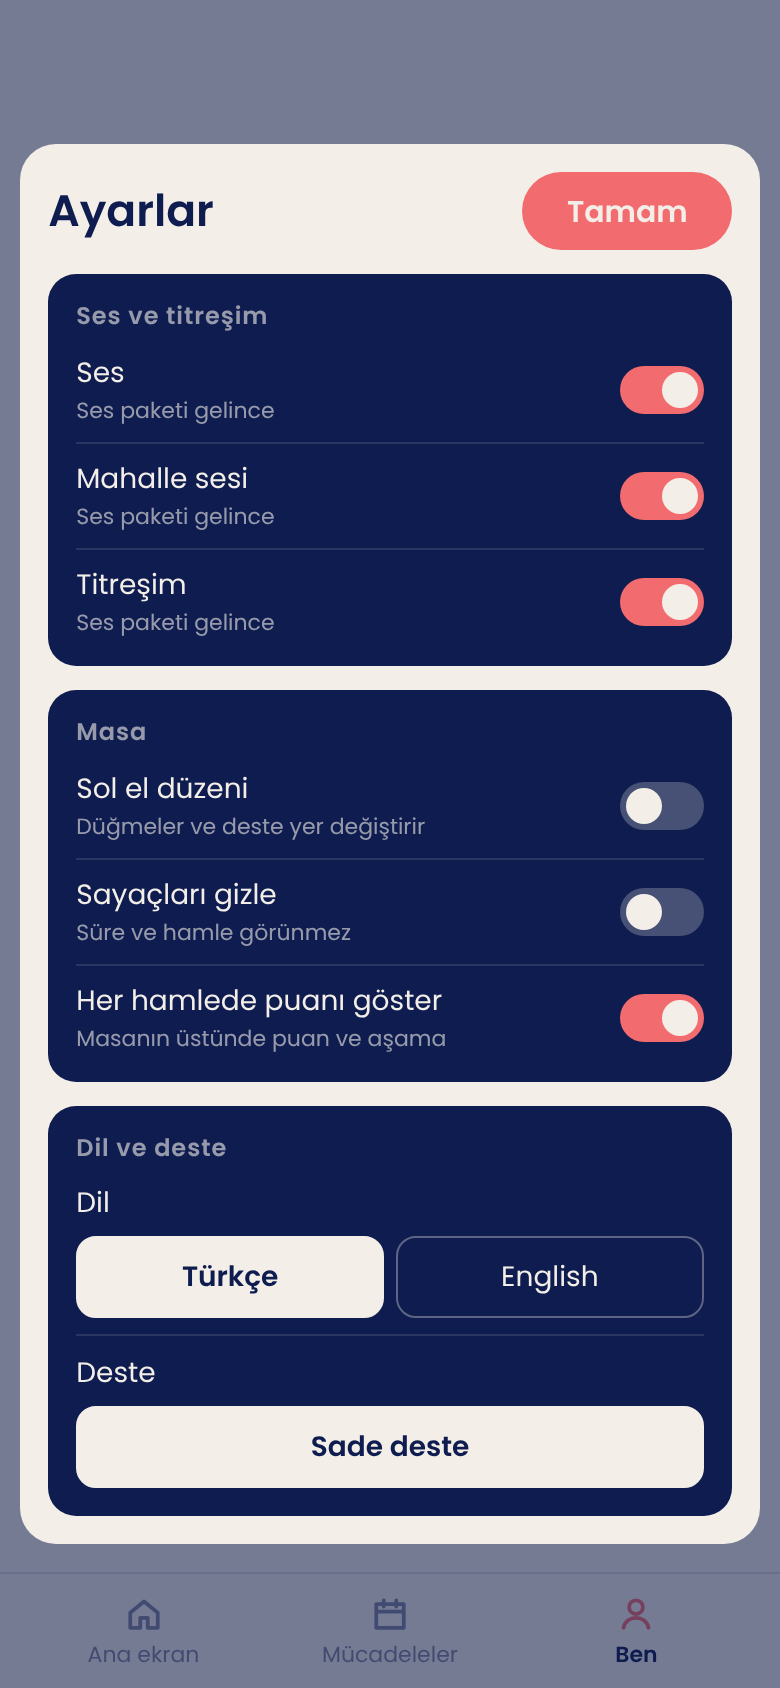 Ayarlar
Tamam
Ses ve titreşim
Ses
Ses paketi gelince
Mahalle sesi
Ses paketi gelince
Titreşim
Ses paketi gelince
Masa
Sol el düzeni
Düğmeler ve deste yer değiştirir
Sayaçları gizle
Süre ve hamle görünmez
Her hamlede puanı göster
Masanın üstünde puan ve aşama
Dil ve deste
Dil
Türkçe
English
Deste
Sade deste
Ana ekran
Mücadeleler
Ben